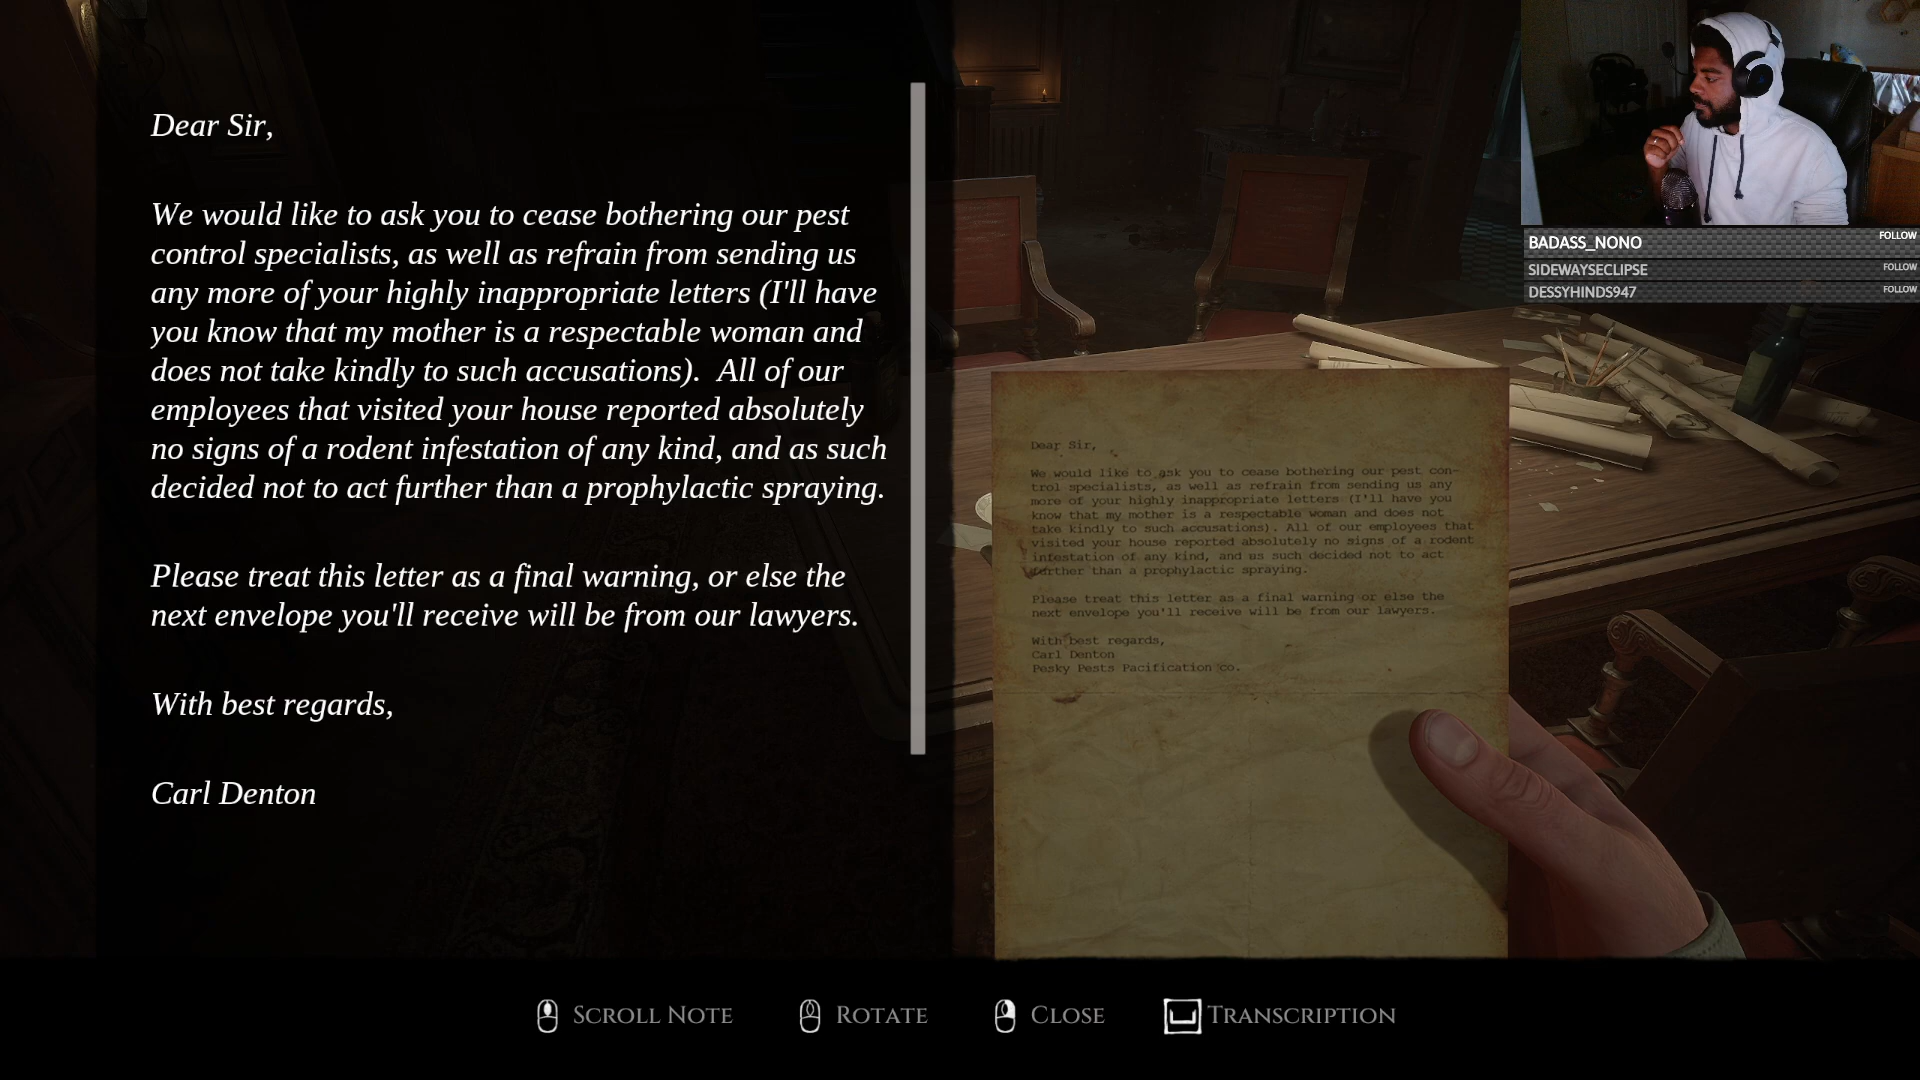 Dear Sir,
We would like to ask you to cease bothering our pest
control specialists, as well as refrain from sending us
any more of your highly inappropriate letters (I'll have
you know that my mother is a respectable woman and
does not take kindly to such accusations).  All of our
employees that visited your house reported absolutely
no signs of a rodent infestation of any kind, and as such
decided not to act further than a prophylactic spraying.
Please treat this letter as a final warning, or else the
next envelope you'll receive will be from our lawyers.
With best regards,
Carl Denton
Dear Sir,
We would like to ask you to cease bothering our pest con-
trol specialists, as well as refrain from sending us any
more of your highly inappropriate letters (I'll have you
know that my mother is a respectable woman and does not
take kindly to such accusations). All of our employees that
visited your house reported absolutely no signs of a rodent
infestation of any kind, and as such decided not to act
further than a prophylactic spraying.
Please treat this letter as a final warning or else the
next envelope you'll receive will be from our lawyers.
With best regards,
Carl Denton
Pesky Pests Pacification co.
BADASS_NONO FOLLOW
SIDEWAYSECLIPSE FOLLOW
DESSYHINDS947 FOLLOW
SCROLL NOTE ROTATE CLOSE TRANSCRIPTION